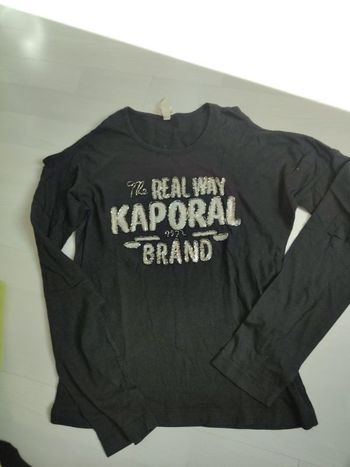 The REAL WAY
KAPORAL
BRAND